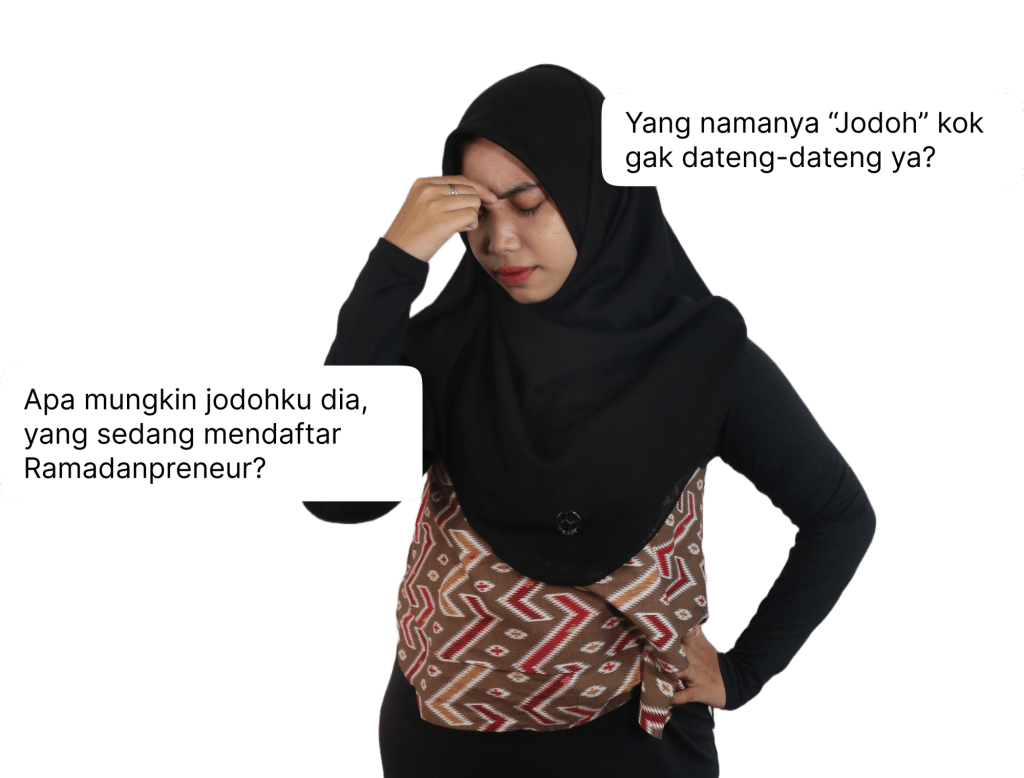 Yang namanya “Jodoh” kok
gak dateng-dateng ya?
Apa mungkin jodohku dia,
yang sedang mendaftar
Ramadanpreneur?